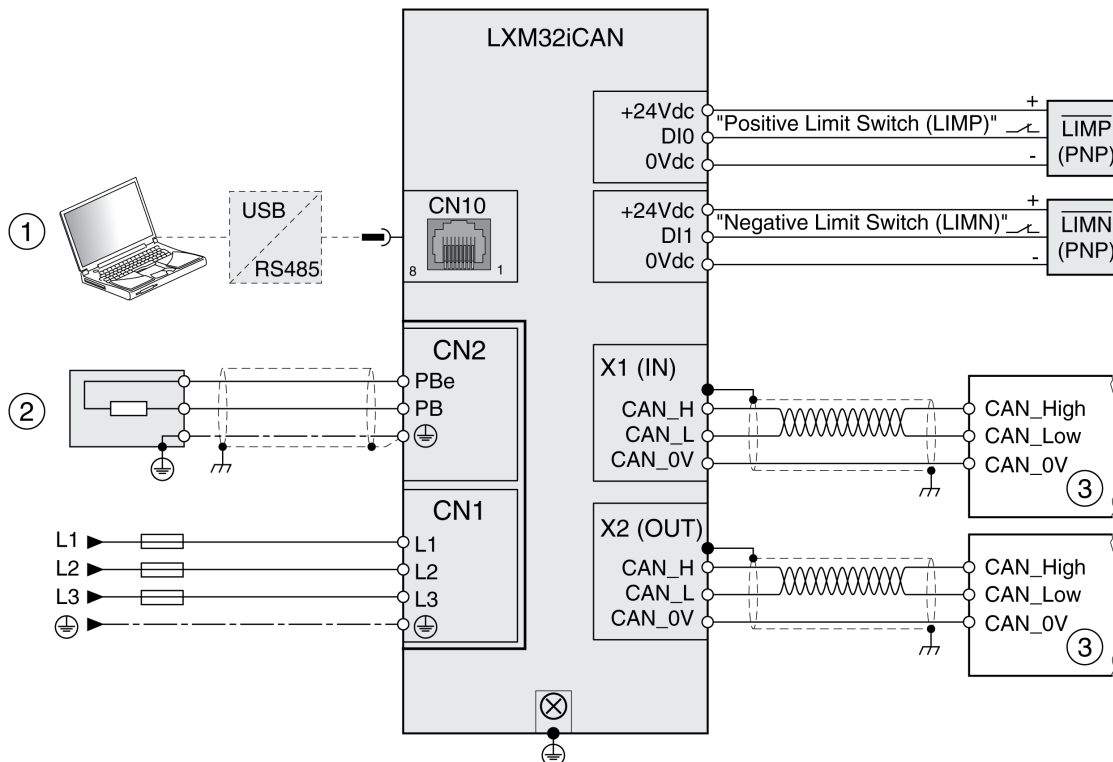 LXM32iCAN
+24Vdc
DI0
0Vdc
"Positive Limit Switch (LIMP)"
+
-
LIMP
(PNP)
+24Vdc
DI1
0Vdc
"Negative Limit Switch (LIMN)"
+
-
LIMN
(PNP)
1
USB
RS485
CN10
8
1
2
CN2
PBe
PB
CN1
L1
L2
L3
L1
L2
L3
X1 (IN)
CAN_H
CAN_L
CAN_0V
CAN_High
CAN_Low
CAN_0V
3
X2 (OUT)
CAN_H
CAN_L
CAN_0V
CAN_High
CAN_Low
CAN_0V
3